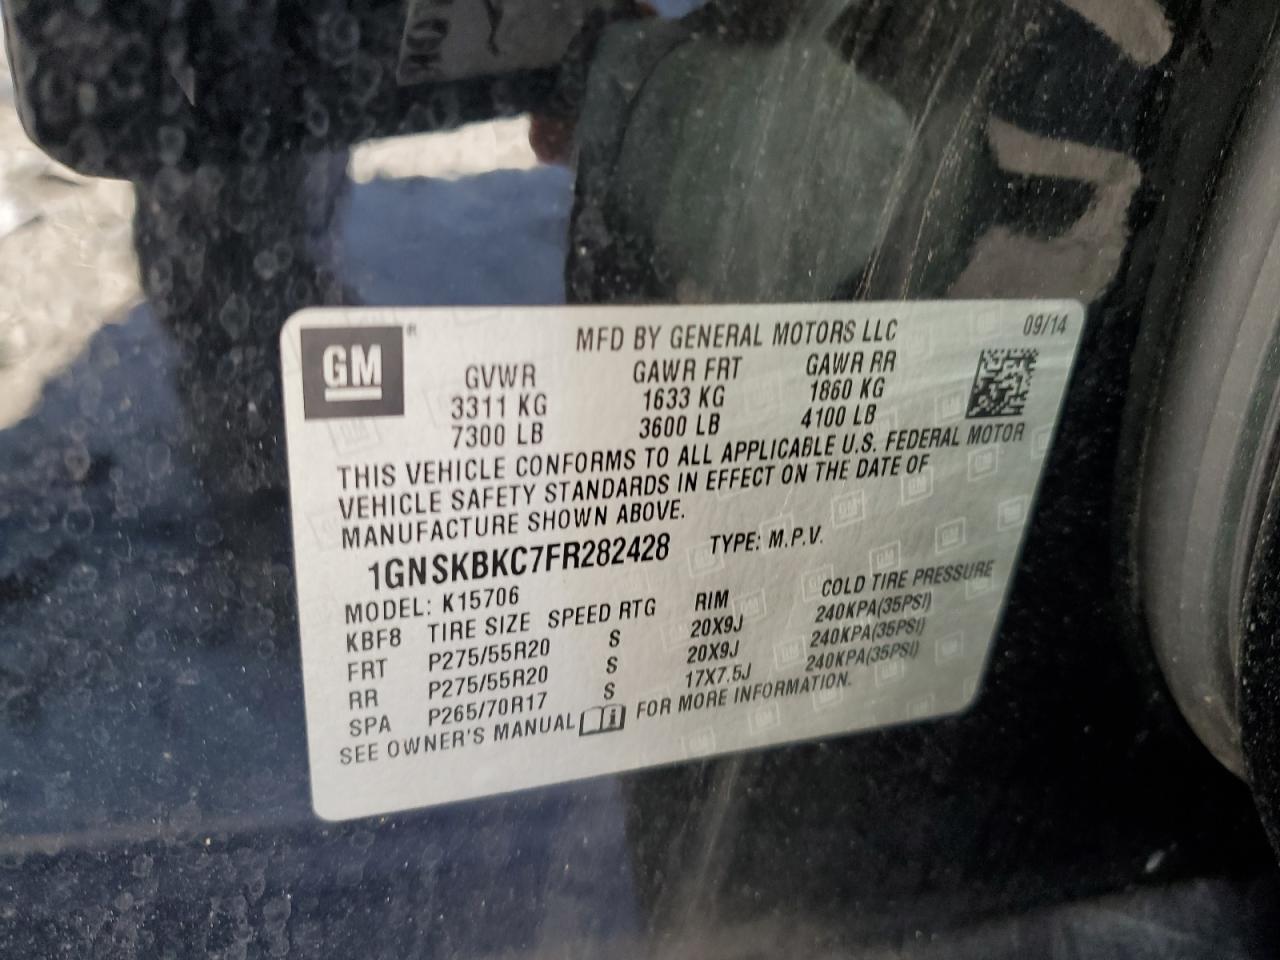 GM ®
MFD BY GENERAL MOTORS LLC 09/14
GVWR GAWR FRT GAWR RR
3311 KG 1633 KG 1860 KG
7300 LB 3600 LB 4100 LB
THIS VEHICLE CONFORMS TO ALL APPLICABLE U.S. FEDERAL MOTOR
VEHICLE SAFETY STANDARDS IN EFFECT ON THE DATE OF
MANUFACTURE SHOWN ABOVE.
1GNSKBKC7FR282428 TYPE: M.P.V.
MODEL: K15706
KBF8 TIRE SIZE SPEED RTG RIM COLD TIRE PRESSURE
FRT P275/55R20 S 20X9J 240KPA(35PSI)
RR P275/55R20 S 20X9J 240KPA(35PSI)
SPA P265/70R17 S 17X7.5J 240KPA(35PSI)
SEE OWNER'S MANUAL FOR MORE INFORMATION.